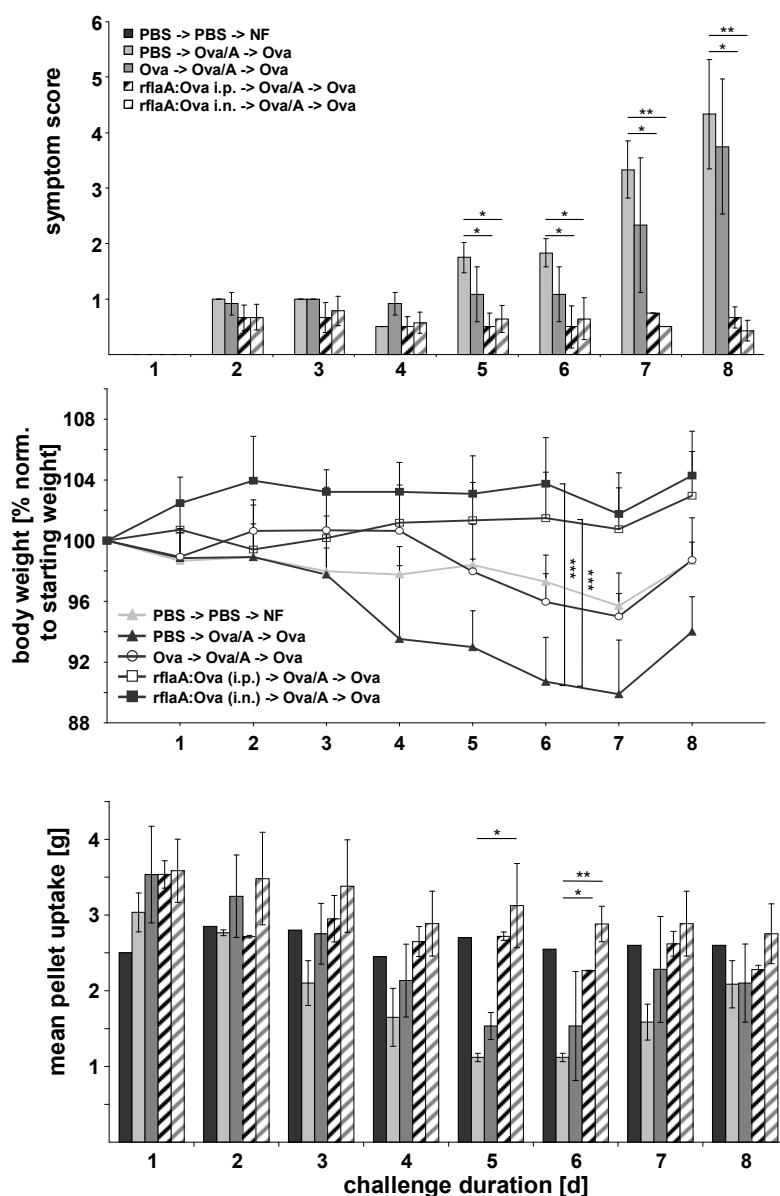 symptom score
6
5
4
3
2
1
PBS -> PBS -> NF
PBS -> Ova/A -> Ova
Ova -> Ova/A -> Ova
rflaA:Ova i.p. -> Ova/A -> Ova
rflaA:Ova i.n. -> Ova/A -> Ova
*
*
*
*
**
*
**
*
1 2 3 4 5 6 7 8
body weight [% norm.
to starting weight]
108
104
100
96
92
88
***
***
PBS -> PBS -> NF
PBS -> Ova/A -> Ova
Ova -> Ova/A -> Ova
rflaA:Ova (i.p.) -> Ova/A -> Ova
rflaA:Ova (i.n.) -> Ova/A -> Ova
1 2 3 4 5 6 7 8
mean pellet uptake [g]
4
3
2
1
*
**
*
1 2 3 4 5 6 7 8
challenge duration [d]